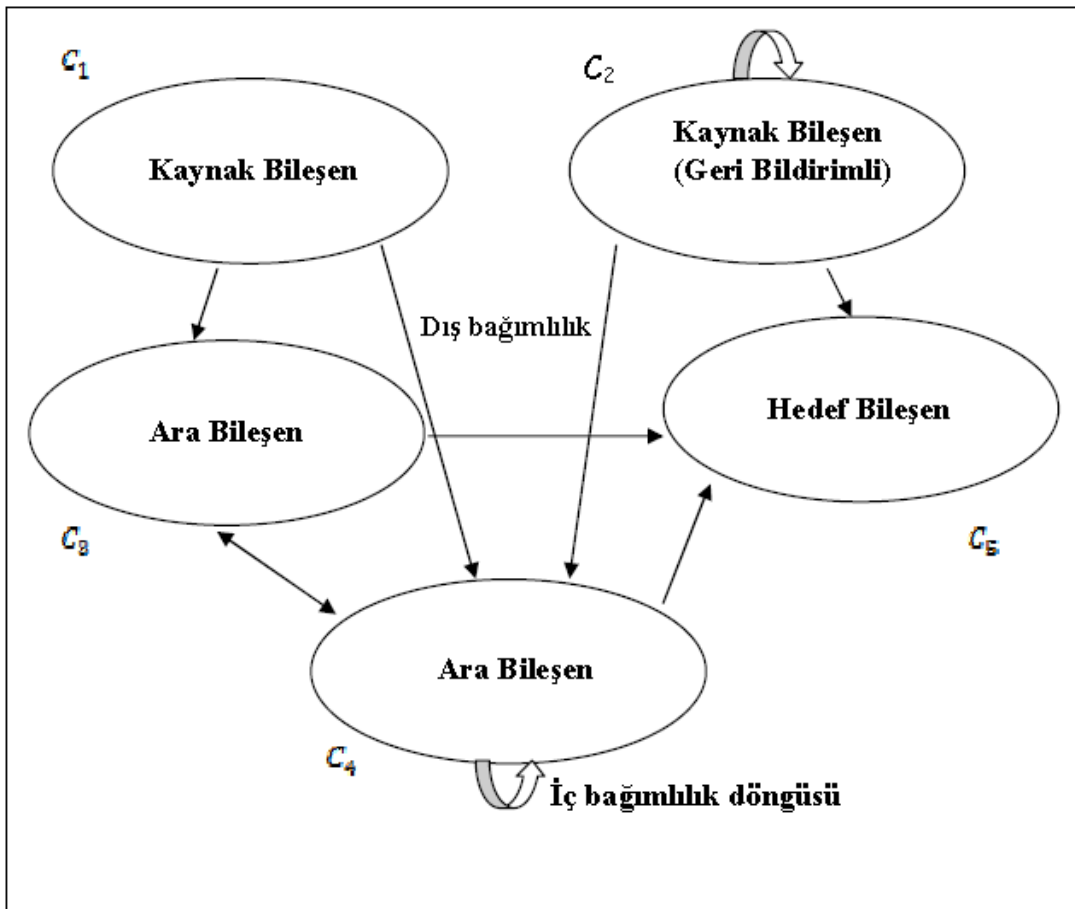 C₁
C₂
Kaynak Bileşen
Kaynak Bileşen
(Geri Bildirimli)
Dış bağımlılık
Ara Bileşen
Hedef Bileşen
C₃
C₅
Ara Bileşen
C₄
İç bağımlılık döngüsü